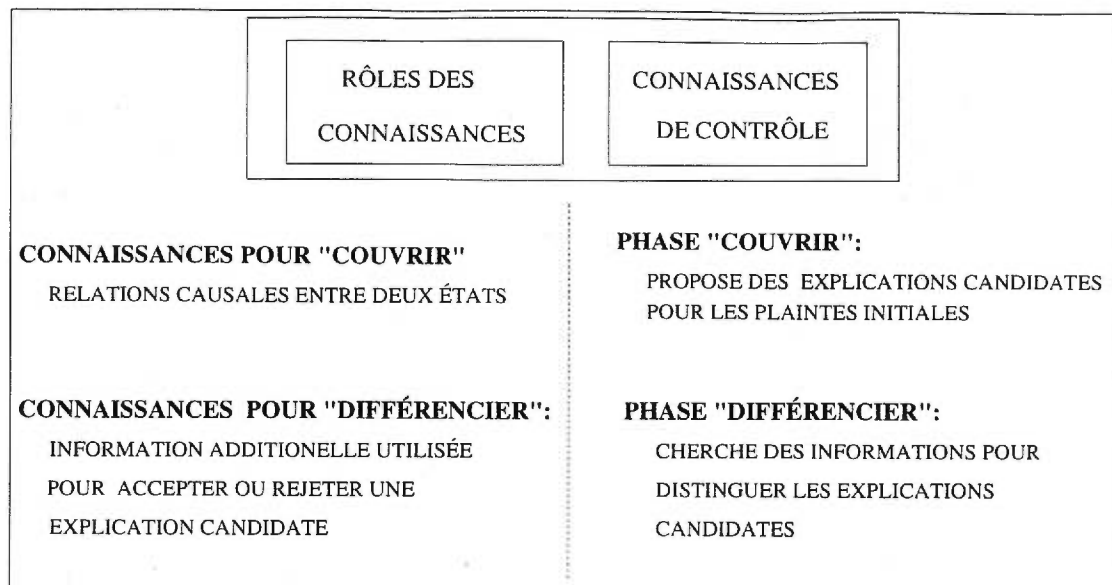 RÔLES DES
CONNAISSANCES
CONNAISSANCES
DE CONTRÔLE
CONNAISSANCES POUR "COUVRIR"
RELATIONS CAUSALES ENTRE DEUX ÉTATS
CONNAISSANCES POUR "DIFFÉRENCIER":
INFORMATION ADDITIONELLE UTILISÉE
POUR ACCEPTER OU REJETER UNE
EXPLICATION CANDIDATE
PHASE "COUVRIR":
PROPOSE DES EXPLICATIONS CANDIDATES
POUR LES PLAINTES INITIALES
PHASE "DIFFÉRENCIER":
CHERCHE DES INFORMATIONS POUR
DISTINGUER LES EXPLICATIONS
CANDIDATES